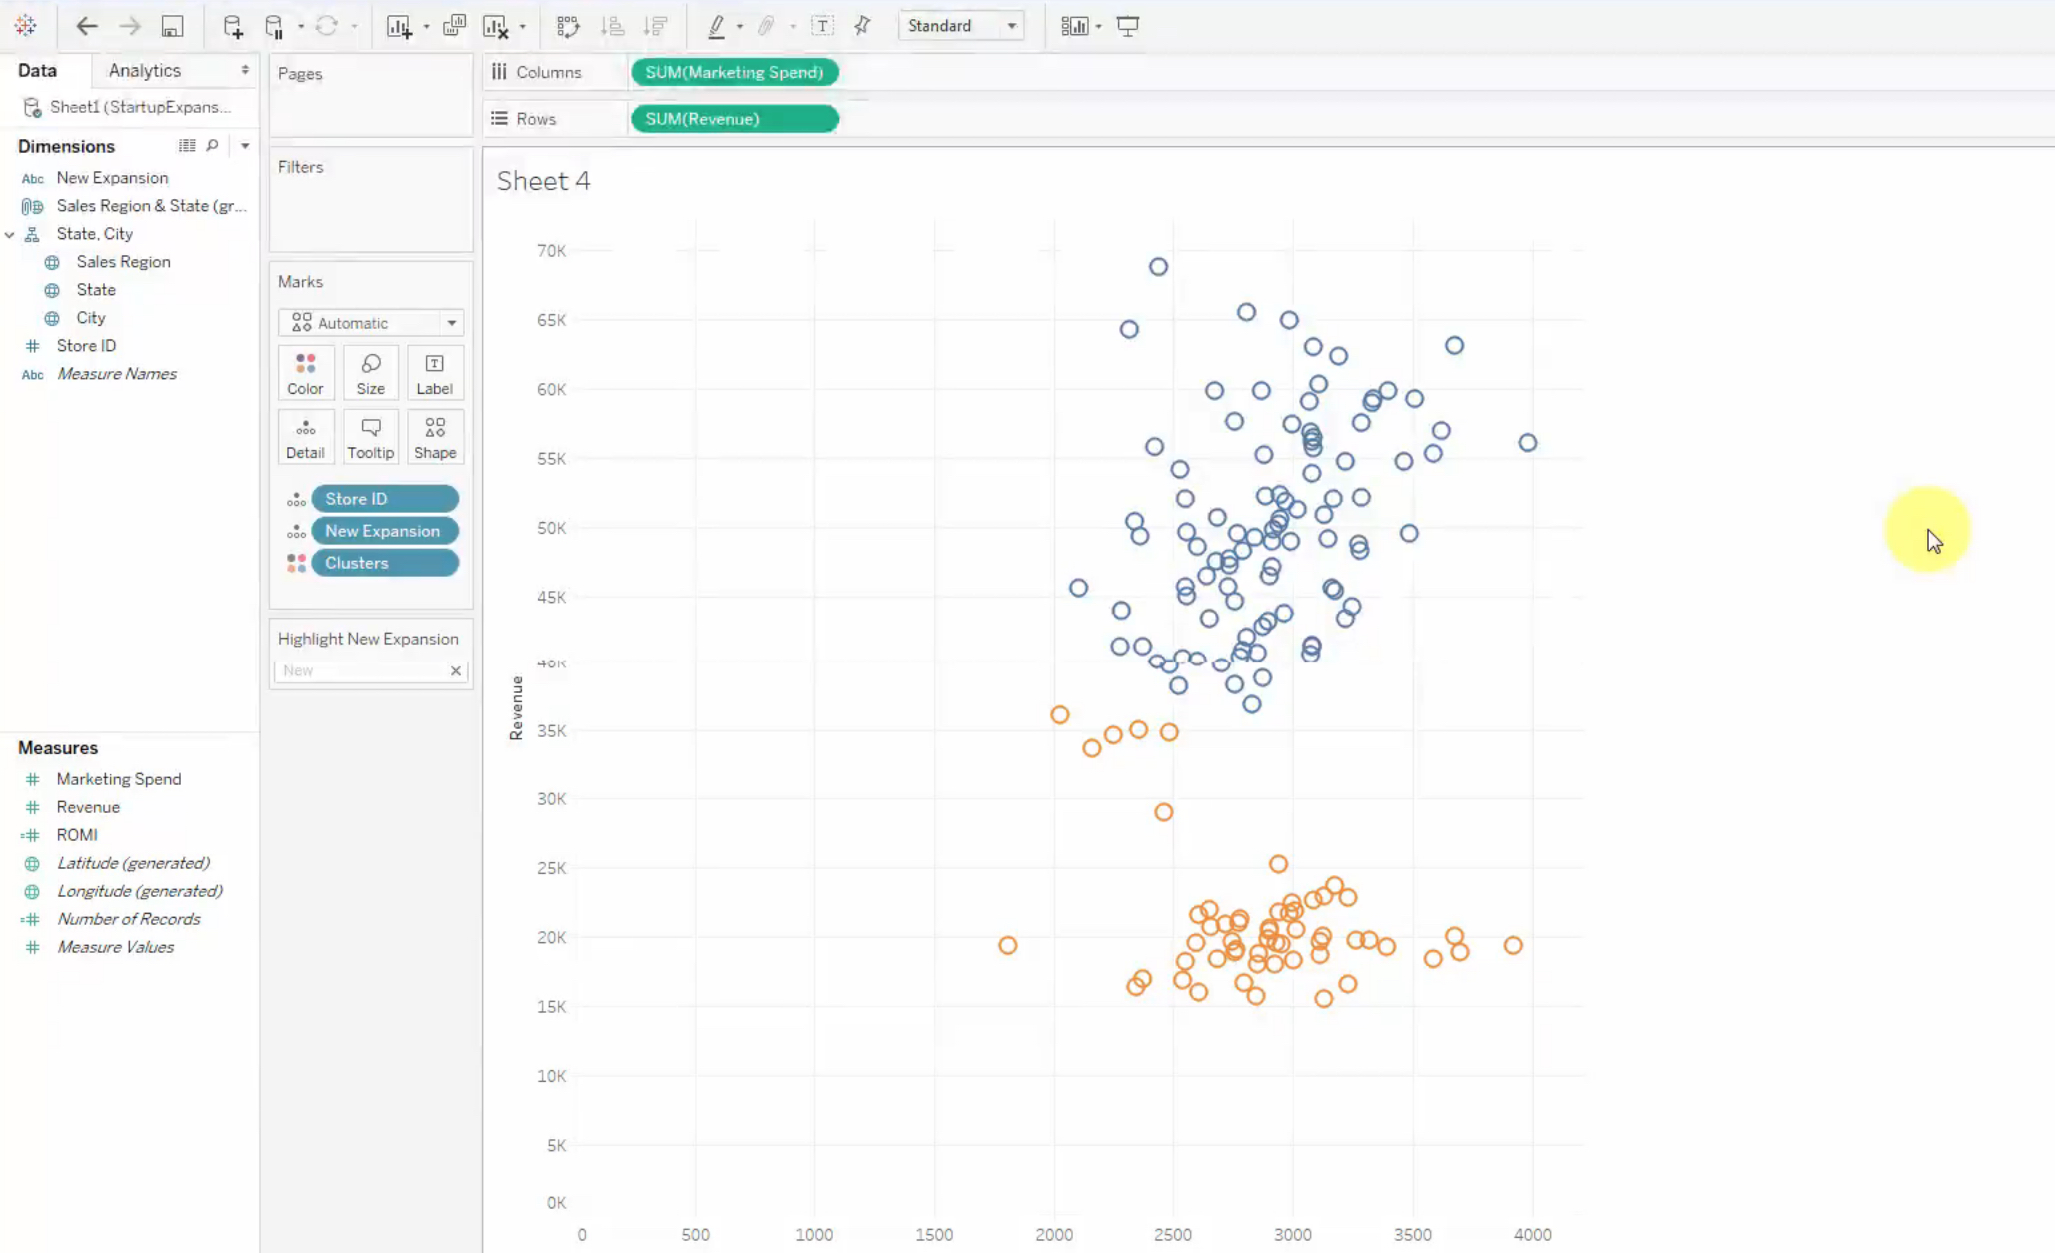 Standard
Data
Analytics
Pages
Columns
SUM(Marketing Spend)
Sheet1 (StartupExpans...
Rows
SUM(Revenue)
Dimensions
Abc New Expansion
Sales Region & State (gr...
State, City
Sales Region
State
City
Store ID
Abc Measure Names
Filters
Marks
Automatic
Color
Size
Label
Detail
Tooltip
Shape
Store ID
New Expansion
Clusters
Highlight New Expansion
New
Measures
Marketing Spend
Revenue
ROMI
Latitude (generated)
Longitude (generated)
Number of Records
Measure Values
Sheet 4
Revenue
70K
65K
60K
55K
50K
45K
35K
30K
25K
20K
15K
10K
5K
0K
0 500 1000 1500 2000 2500 3000 3500 4000